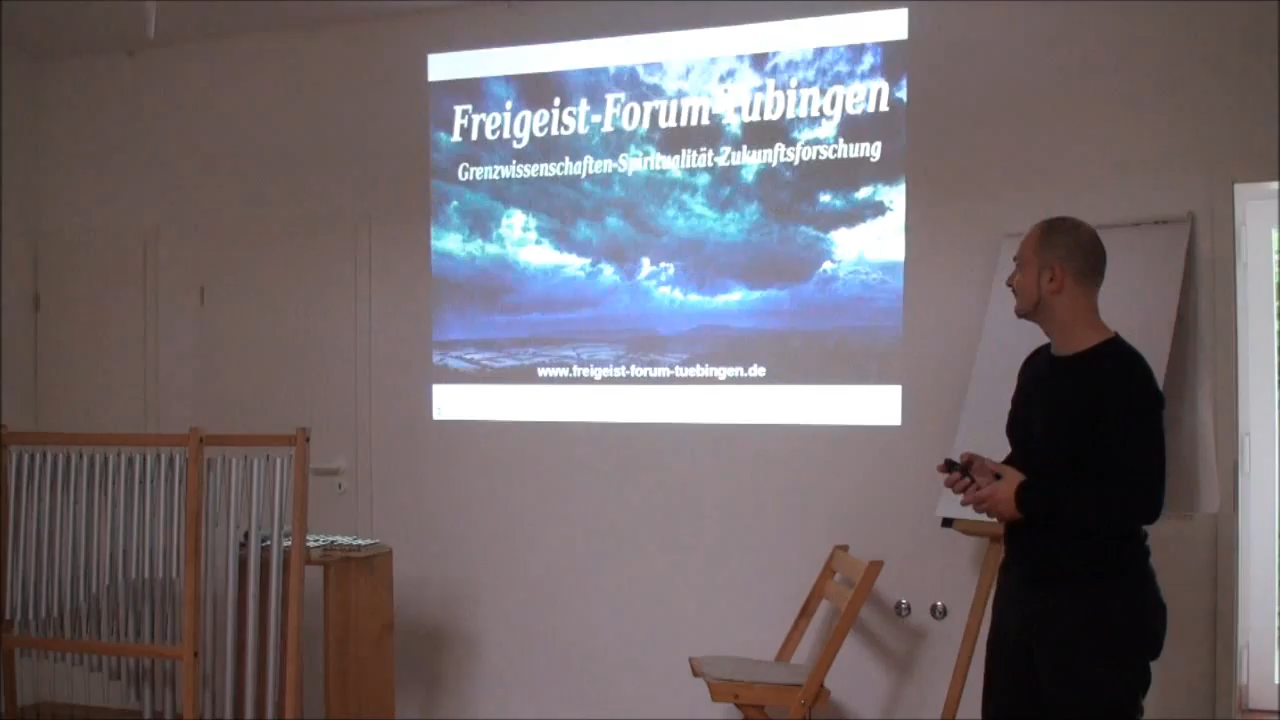 Freigeist-Forum-Tübingen
Grenzwissenschaften-Spiritualität-Zukunftsforschung
www.freigeist-forum-tuebingen.de